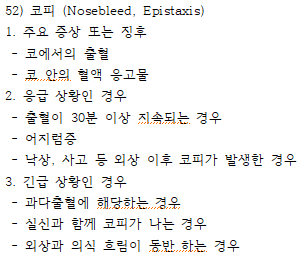 52) 코피 (Nosebleed, Epistaxis)
1. 주요 증상 또는 징후
- 코에서의 출혈
- 코 안의 혈액 응고물
2. 응급 상황인 경우
- 출혈이 30분 이상 지속되는 경우
- 어지럼증
- 낙상, 사고 등 외상 이후 코피가 발생한 경우
3. 긴급 상황인 경우
- 과다출혈에 해당하는 경우
- 실신과 함께 코피가 나는 경우
- 외상과 의식 흐림이 동반 하는 경우